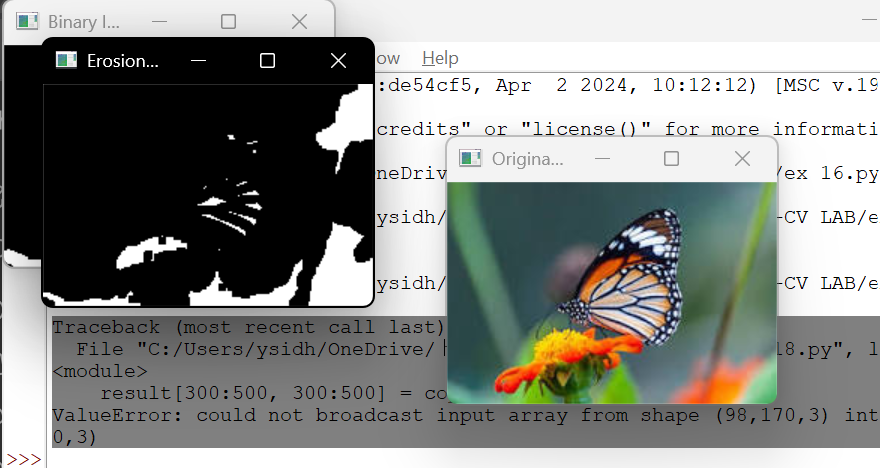 Binary I...
Erosion...
ow Help
:de54cf5, Apr 2 2024, 10:12:12) [MSC v.19
credits" or "license()" for more informati
Origina...
neDriv /ex 16.py
ysidh/ -CV LAB/e
ysidh/ -CV LAB/e
Traceback (most recent call last)
File "C:/Users/ysidh/OneDrive/ 18.py", l
<module>
result[300:500, 300:500] = co
ValueError: could not broadcast input array from shape (98,170,3) int
0,3)
>>>